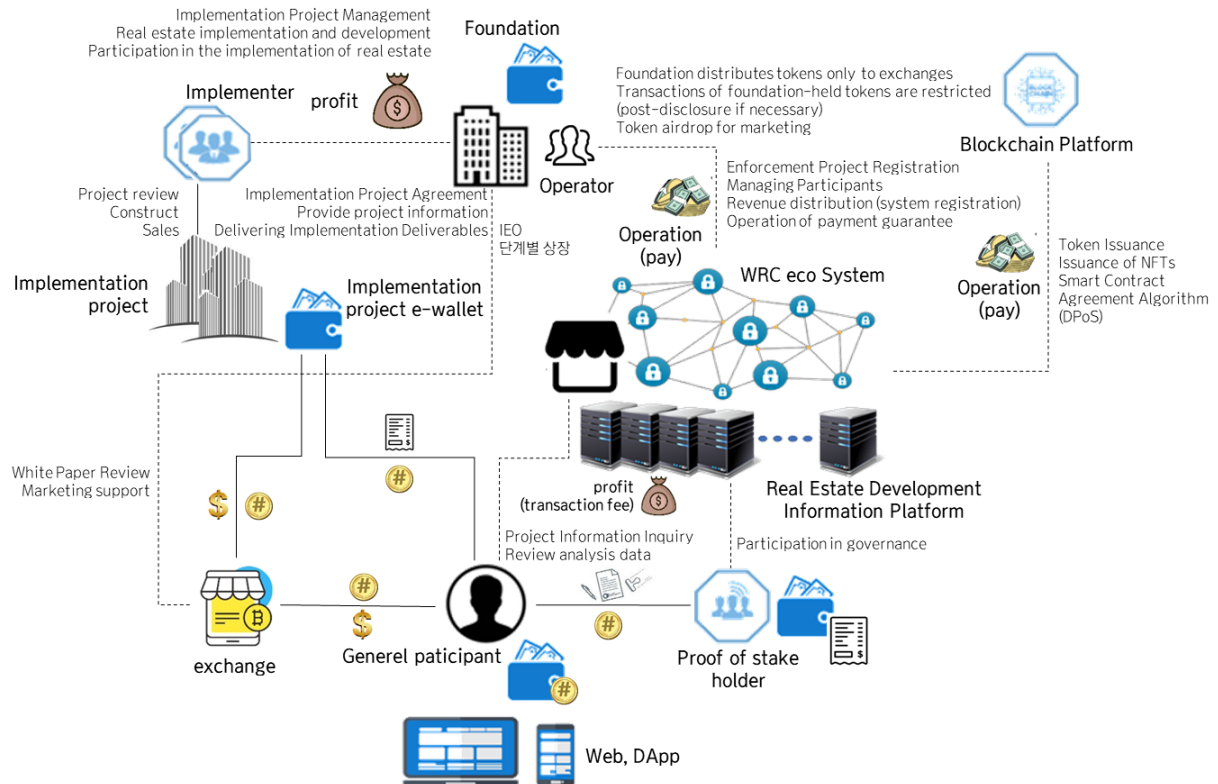 Implementation Project Management
Real estate implementation and development
Participation in the implementation of real estate
Foundation
Implementer
profit
Foundation distributes tokens only to exchanges
Transactions of foundation-held tokens are restricted
(post-disclosure if necessary)
Token airdrop for marketing
BLOCK
CHAIN
Blockchain Platform
Operator
Project review
Construct
Sales
Implementation Project Agreement
Provide project information
Delivering Implementation Deliverables
IEO
단계별 상장
Enforcement Project Registration
Managing Participants
Revenue distribution (system registration)
Operation of payment guarantee
Operation
(pay)
Token Issuance
Issuance of NFTs
Smart Contract
Agreement Algorithm
(DPoS)
Operation
(pay)
WRC eco System
Implementation
project
Implementation
project e-wallet
White Paper Review
Marketing support
profit
(transaction fee)
Real Estate Development
Information Platform
Project Information Inquiry
Review analysis data
Participation in governance
exchange
Generel paticipant
Proof of stake
holder
Web, DApp